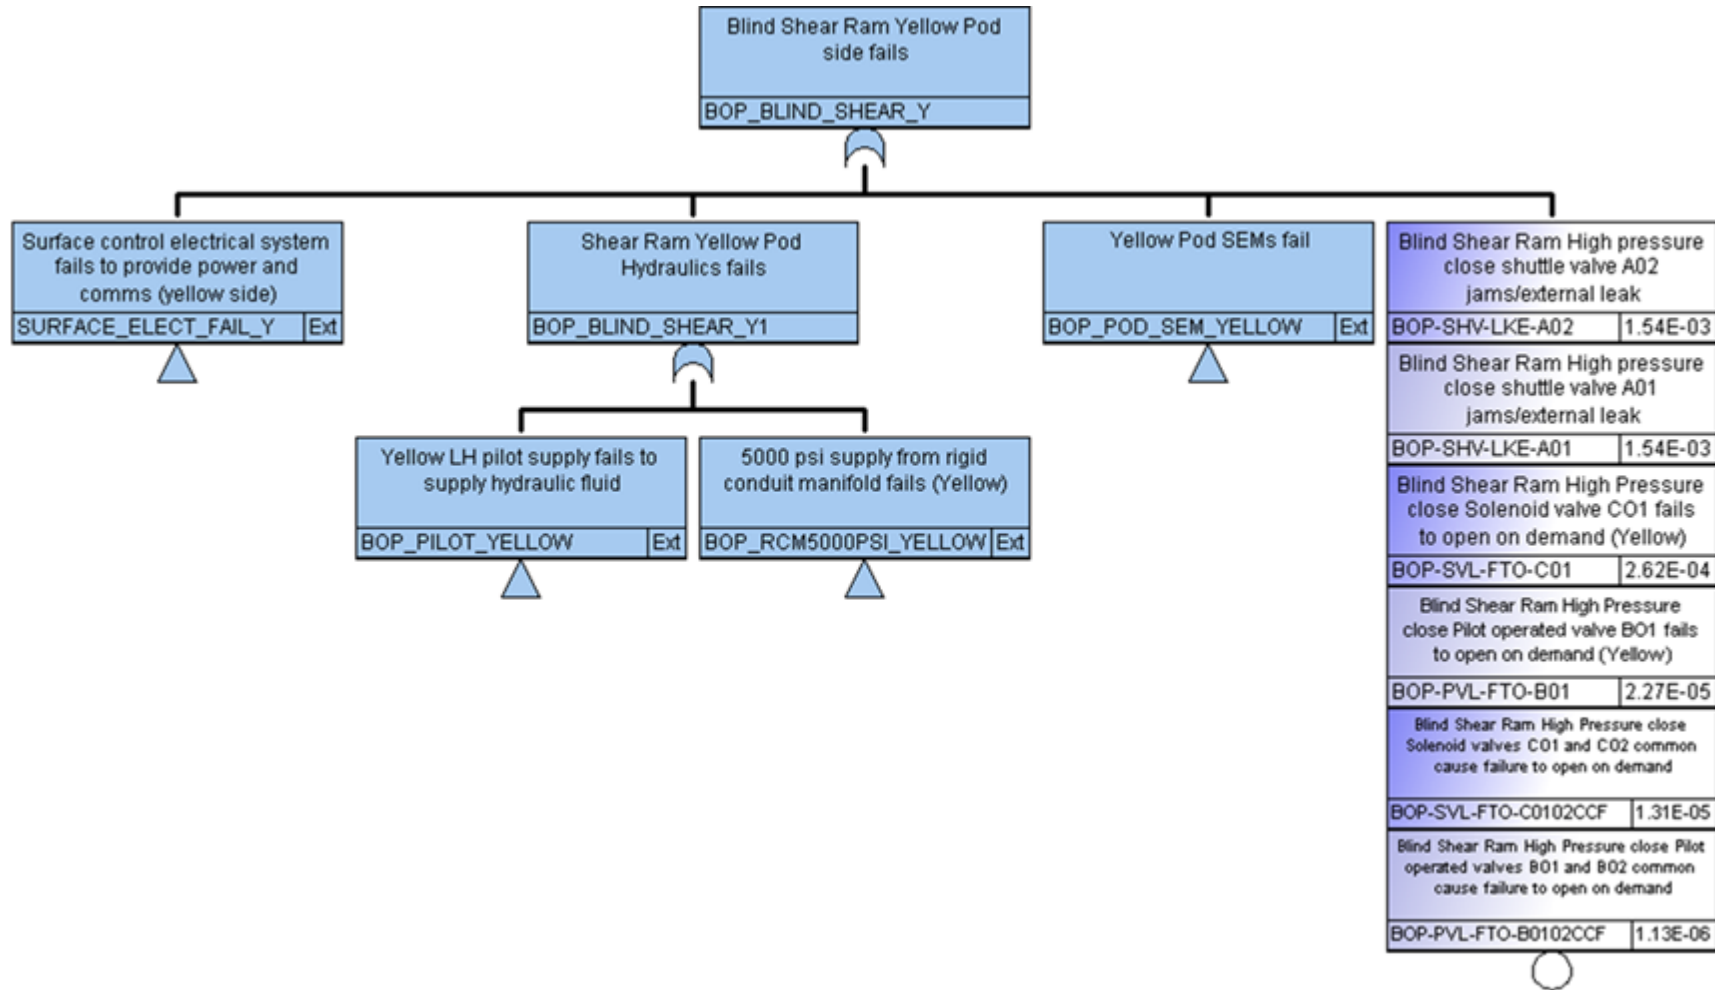 Blind Shear Ram Yellow Pod
side fails
BOP_BLIND_SHEAR_Y
Surface control electrical system
fails to provide power and
comms (yellow side)
SURFACE_ELECT_FAIL_Y Ext
Shear Ram Yellow Pod
Hydraulics fails
BOP_BLIND_SHEAR_Y1
Yellow Pod SEMs fail
BOP_POD_SEM_YELLOW Ext
Yellow LH pilot supply fails to
supply hydraulic fluid
BOP_PILOT_YELLOW Ext
5000 psi supply from rigid
conduit manifold fails (Yellow)
BOP_RCM5000PSI_YELLOW Ext
Blind Shear Ram High pressure
close shuttle valve A02
jams/external leak
BOP-SHV-LKE-A02 1.54E-03
Blind Shear Ram High pressure
close shuttle valve A01
jams/external leak
BOP-SHV-LKE-A01 1.54E-03
Blind Shear Ram High Pressure
close Solenoid valve CO1 fails
to open on demand (Yellow)
BOP-SVL-FTO-C01 2.62E-04
Blind Shear Ram High Pressure
close Pilot operated valve BO1 fails
to open on demand (Yellow)
BOP-PVL-FTO-B01 2.27E-05
Blind Shear Ram High Pressure close
Solenoid valves CO1 and CO2 common
cause failure to open on demand
BOP-SVL-FTO-C0102CCF 1.31E-05
Blind Shear Ram High Pressure close Pilot
operated valves BO1 and BO2 common
cause failure to open on demand
BOP-PVL-FTO-B0102CCF 1.13E-06